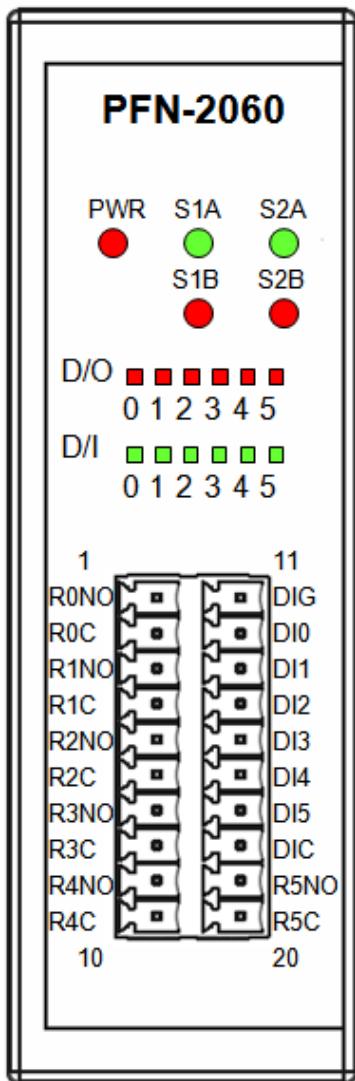 PFN-2060
PWR S1A S2A
S1B S2B
D/O
0 1 2 3 4 5
D/I
0 1 2 3 4 5
1 11
R0NO DIG
R0C DI0
R1NO DI1
R1C DI2
R2NO DI3
R2C DI4
R3NO DI5
R3C DIC
R4NO R5NO
R4C R5C
10 20